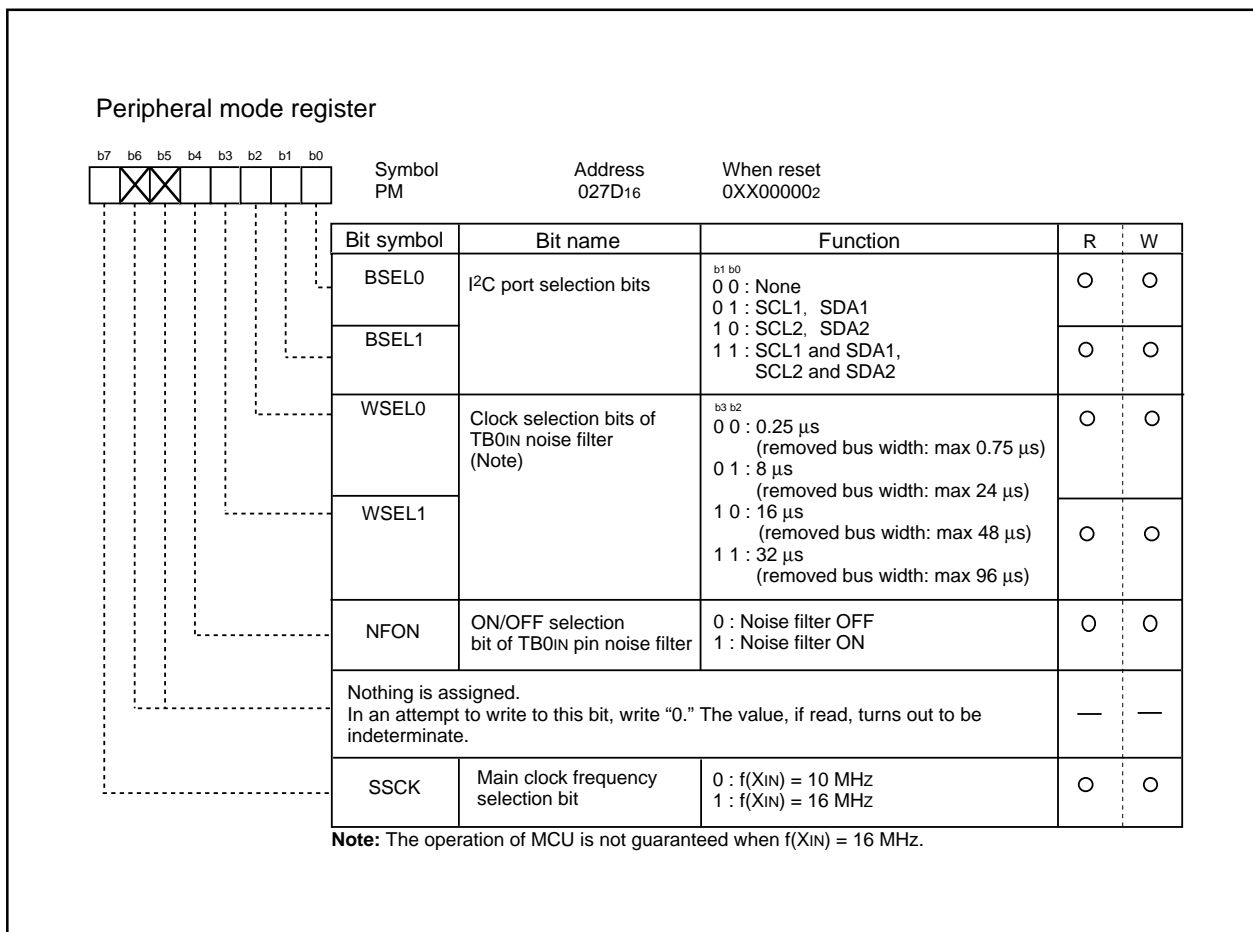 Peripheral mode register
b7 b6 b5 b4 b3 b2 b1 b0
Symbol Address When reset
PM 027D16 0XX000002
Bit symbol Bit name Function R W
BSEL0 I2C port selection bits
b1 b0
0 0 : None
0 1 : SCL1, SDA1
1 0 : SCL2, SDA2
1 1 : SCL1 and SDA1,
SCL2 and SDA2
BSEL1
WSEL0 Clock selection bits of
TB0IN noise filter
(Note)
b3 b2
0 0 : 0.25 μs
(removed bus width: max 0.75 μs)
0 1 : 8 μs
(removed bus width: max 24 μs)
1 0 : 16 μs
(removed bus width: max 48 μs)
1 1 : 32 μs
(removed bus width: max 96 μs)
WSEL1
NFON ON/OFF selection
bit of TB0IN pin noise filter
0 : Noise filter OFF
1 : Noise filter ON
Nothing is assigned.
In an attempt to write to this bit, write “0.” The value, if read, turns out to be
indeterminate.
— —
SSCK Main clock frequency
selection bit
0 : f(XIN) = 10 MHz
1 : f(XIN) = 16 MHz
Note: The operation of MCU is not guaranteed when f(XIN) = 16 MHz.